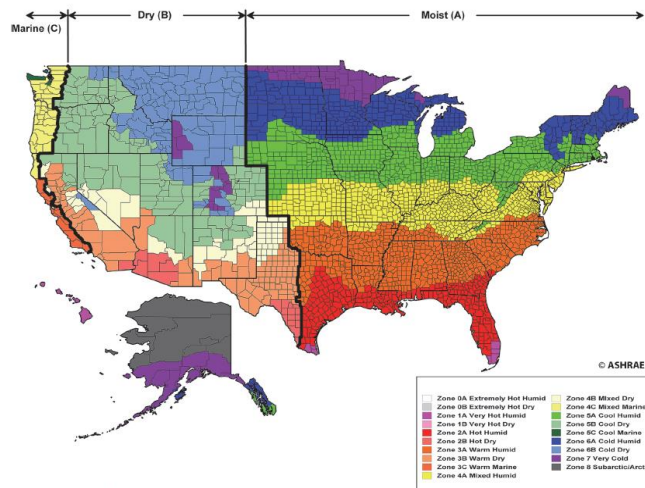 Marine (C)
Dry (B)
Moist (A)
© ASHRAE
Zone 0A Extremely Hot Humid
Zone 0B Extremely Hot Dry
Zone 1A Very Hot Humid
Zone 1B Very Hot Dry
Zone 2A Hot Humid
Zone 2B Hot Dry
Zone 3A Warm Humid
Zone 3B Warm Dry
Zone 3C Warm Marine
Zone 4A Mixed Humid
Zone 4B Mixed Dry
Zone 4C Mixed Marine
Zone 5A Cool Humid
Zone 5B Cool Dry
Zone 5C Cool Marine
Zone 6A Cold Humid
Zone 6B Cold Dry
Zone 7 Very Cold
Zone 8 Subarctic/Arct